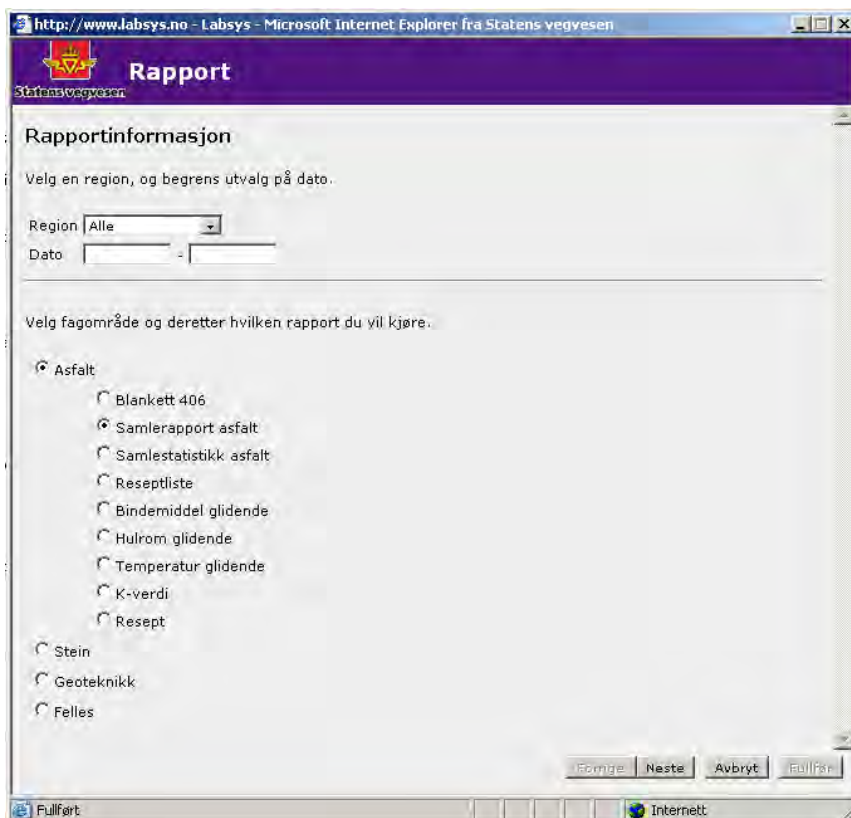 http://www.labsys.no - Labsys - Microsoft Internet Explorer fra Statens vegvesen
Rapport
Statens vegvesen
Rapportinformasjon
Velg en region, og begrens utvalg på dato.
Region Alle
Dato -
Velg fagområde og deretter hvilken rapport du vil kjøre.
Asfalt
Blankett 406
Samlerapport asfalt
Samlestatistikk asfalt
Reseptliste
Bindemiddel glidende
Hulrom glidende
Temperatur glidende
K-verdi
Resept
Stein
Geoteknikk
Felles
Forrige Neste Avbryt Fullfør
Fullført Internett